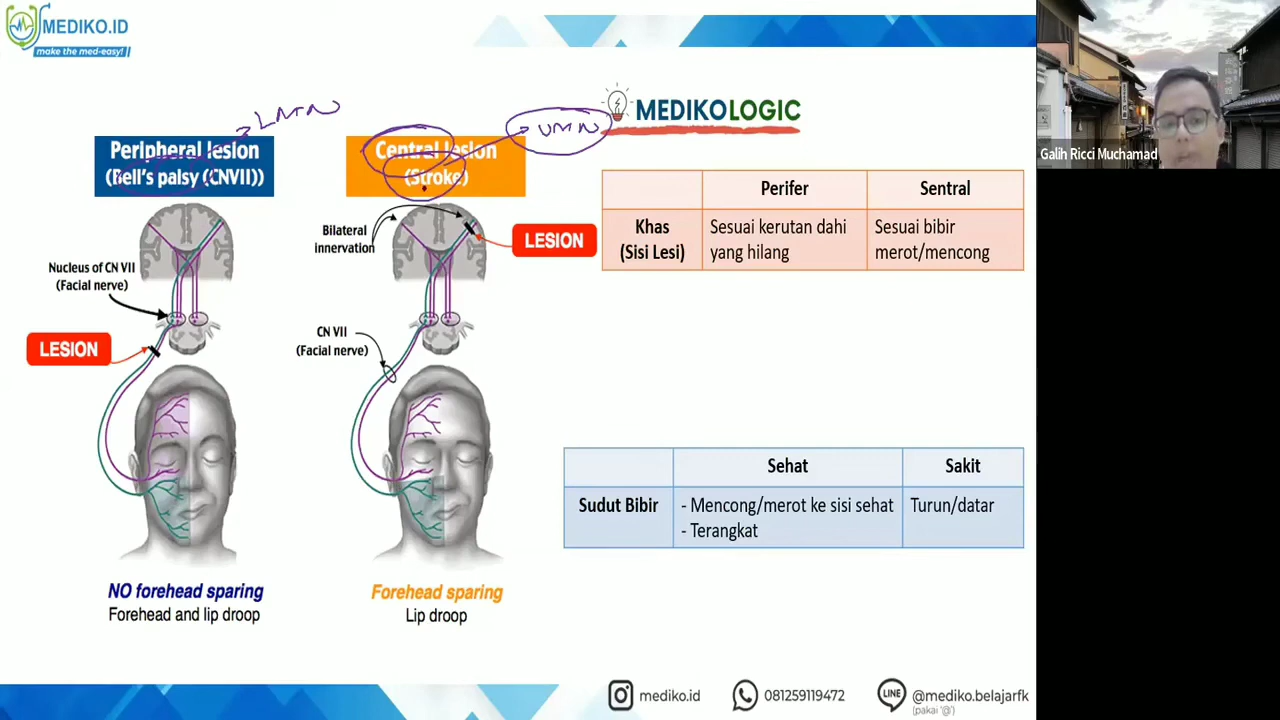 MEDIKO.ID
make the med-easy!
LMN
UMN
MEDIKOLOGIC
Peripheral lesion
(Bell's palsy (CNVII))
Central lesion
(Stroke)
Galih Ricci Muchamad
Perifer
Sentral
Khas
(Sisi Lesi)
Sesuai kerutan dahi
yang hilang
Sesuai bibir
merot/mencong
Bilateral
innervation
LESION
Nucleus of CN VII
(Facial nerve)
LESION
CN VII
(Facial nerve)
Sehat
Sakit
Sudut Bibir
- Mencong/merot ke sisi sehat
- Terangkat
Turun/datar
NO forehead sparing
Forehead and lip droop
Forehead sparing
Lip droop
mediko.id
081259119472
LINE
@mediko.belajarfk
(pakai '@')